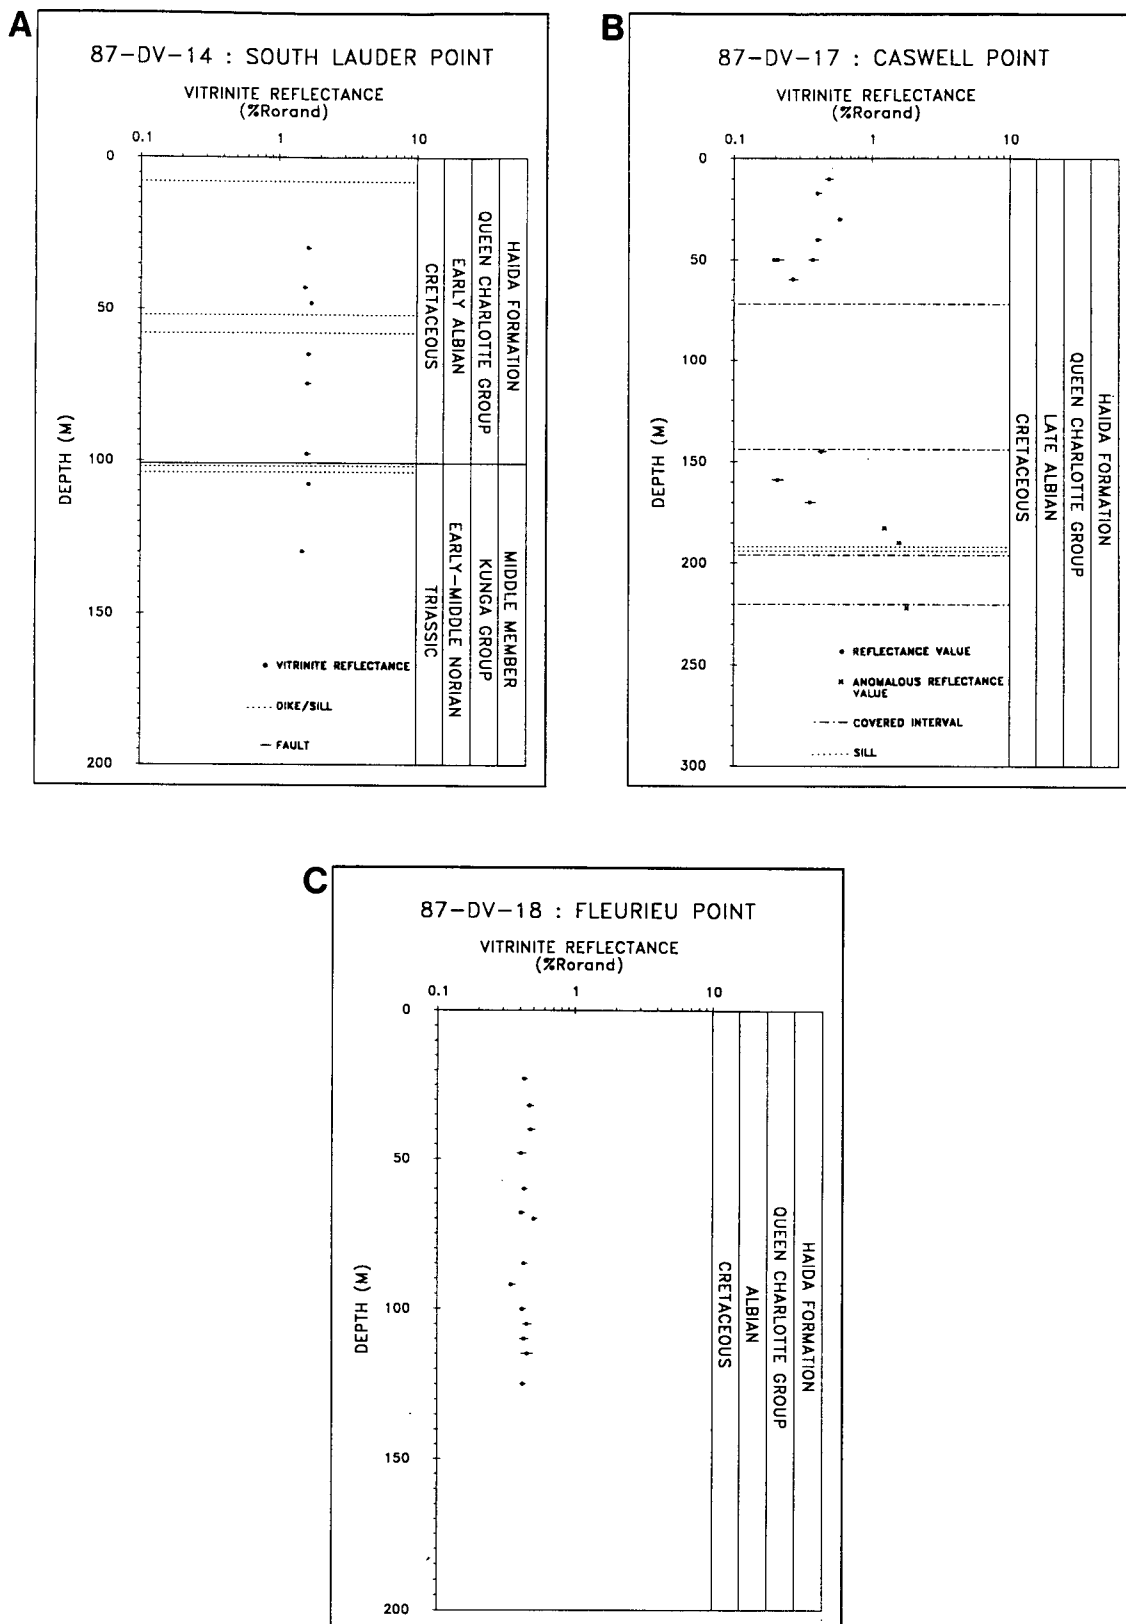 A
87-DV-14 : SOUTH LAUDER POINT
VITRINITE REFLECTANCE
(%Rorand)
0.1
1
10
0
50
100
150
200
DEPTH (M)
CRETACEOUS
EARLY ALBIAN
QUEEN CHARLOTTE GROUP
HAIDA FORMATION
TRIASSIC
EARLY-MIDDLE NORIAN
KUNGA GROUP
MIDDLE MEMBER
VITRINITE REFLECTANCE
DIKE/SILL
FAULT
B
87-DV-17 : CASWELL POINT
VITRINITE REFLECTANCE
(%Rorand)
0.1
1
10
0
50
100
150
200
250
300
DEPTH (M)
CRETACEOUS
LATE ALBIAN
QUEEN CHARLOTTE GROUP
HAIDA FORMATION
REFLECTANCE VALUE
ANOMALOUS REFLECTANCE
VALUE
COVERED INTERVAL
SILL
C
87-DV-18 : FLEURIEU POINT
VITRINITE REFLECTANCE
(%Rorand)
0.1
1
10
0
50
100
150
200
DEPTH (M)
CRETACEOUS
ALBIAN
QUEEN CHARLOTTE GROUP
HAIDA FORMATION